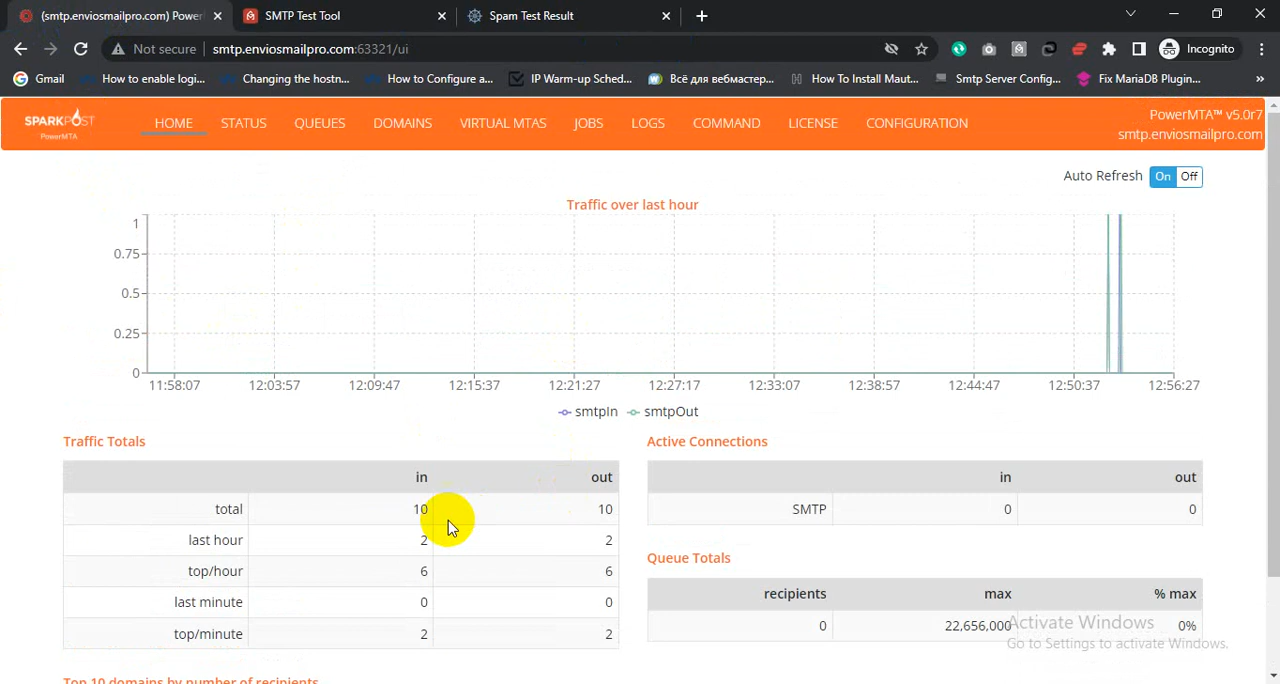 (smtp.enviosmailpro.com) Power
SMTP Test Tool
Spam Test Result
Not secure
smtp.enviosmailpro.com:63321/ui
Incognito
Gmail
How to enable logi...
Changing the hostn...
How to Configure a...
IP Warm-up Sched...
Всё для вебмастер...
How To Install Maut...
Smtp Server Config...
Fix MariaDB Plugin...
»
SPARKPOST
PowerMTA
HOME
STATUS
QUEUES
DOMAINS
VIRTUAL MTAS
JOBS
LOGS
COMMAND
LICENSE
CONFIGURATION
PowerMTA™ v5.0r7
smtp.enviosmailpro.com
Auto Refresh On Off
Traffic over last hour
1
0.75
0.5
0.25
0
11:58:07 12:03:57 12:09:47 12:15:37 12:21:27 12:27:17 12:33:07 12:38:57 12:44:47 12:50:37 12:56:27
smtpIn smtpOut
Traffic Totals
in out
total 10 10
last hour 2 2
top/hour 6 6
last minute 0 0
top/minute 2 2
Active Connections
in out
SMTP 0 0
Queue Totals
recipients max % max
0 22,656,000 0%
Activate Windows
Go to Settings to activate Windows.
Top 10 domains by number of recipients